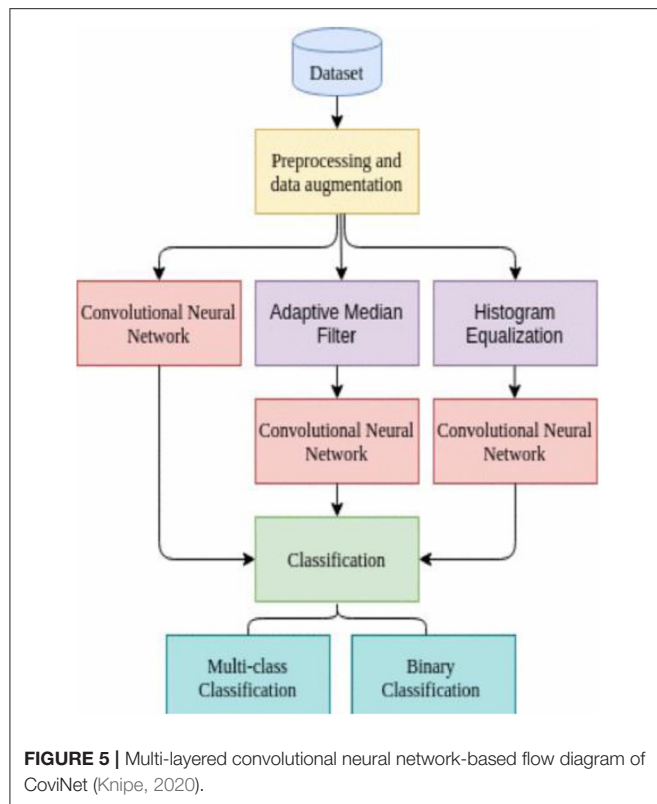 Dataset
Preprocessing and
data augmentation
Convolutional Neural
Network
Adaptive Median
Filter
Histogram
Equalization
Convolutional Neural
Network
Convolutional Neural
Network
Classification
Multi-class
Classification
Binary
Classification
FIGURE 5 | Multi-layered convolutional neural network-based flow diagram of
CoviNet (Knipe, 2020).